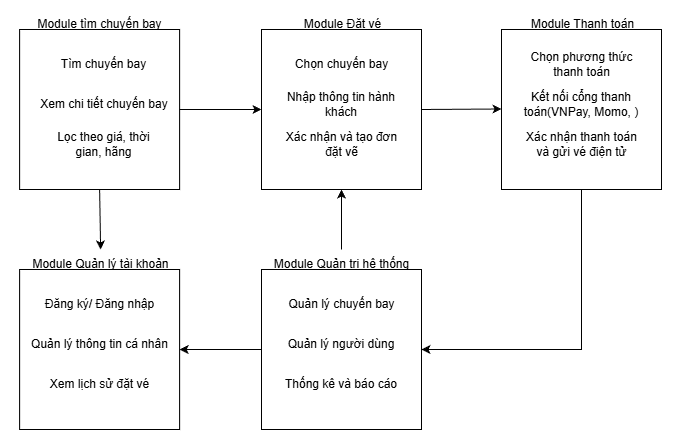 Module tìm chuyến bay
Tìm chuyến bay
Xem chi tiết chuyến bay
Lọc theo giá, thời
gian, hãng
Module Đặt vé
Chọn chuyến bay
Nhập thông tin hành
khách
Xác nhận và tạo đơn
đặt vẽ
Module Thanh toán
Chọn phương thức
thanh toán
Kết nối cổng thanh
toán(VNPay, Momo, )
Xác nhận thanh toán
và gửi vé điện tử
Module Quản lý tài khoản
Đăng ký/ Đăng nhập
Quản lý thông tin cá nhân
Xem lịch sử đặt vé
Module Quản trị hệ thống
Quản lý chuyến bay
Quản lý người dùng
Thống kê và báo cáo